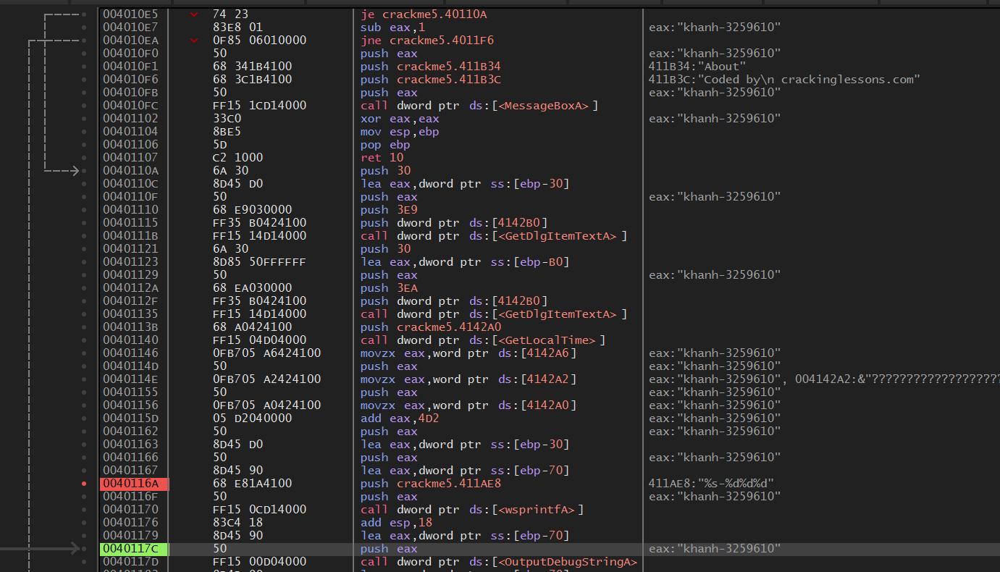 004010E5 74 23 je crackme5.40110A
004010E7 83E8 01 sub eax,1 eax:"khanh-3259610"
004010EA 0F85 06010000 jne crackme5.4011F6
004010F0 50 push eax eax:"khanh-3259610"
004010F1 68 341B4100 push crackme5.411B34 411B34:"About"
004010F6 68 3C1B4100 push crackme5.411B3C 411B3C:"Coded by\n crackinglessons.com"
004010FB 50 push eax eax:"khanh-3259610"
004010FC FF15 1CD14000 call dword ptr ds:[<MessageBoxA>]
00401102 33C0 xor eax,eax eax:"khanh-3259610"
00401104 8BE5 mov esp,ebp
00401106 5D pop ebp
00401107 C2 1000 ret 10
0040110A 6A 30 push 30
0040110C 8D45 D0 lea eax,dword ptr ss:[ebp-30]
0040110F 50 push eax eax:"khanh-3259610"
00401110 68 E9030000 push 3E9
00401115 FF35 B0424100 push dword ptr ds:[4142B0]
0040111B FF15 14D14000 call dword ptr ds:[<GetDlgItemTextA>]
00401121 6A 30 push 30
00401123 8D85 50FFFFFF lea eax,dword ptr ss:[ebp-B0]
00401129 50 push eax eax:"khanh-3259610"
0040112A 68 EA030000 push 3EA
0040112F FF35 B0424100 push dword ptr ds:[4142B0]
00401135 FF15 14D14000 call dword ptr ds:[<GetDlgItemTextA>]
0040113B 68 A0424100 push crackme5.4142A0
00401140 FF15 04D04000 call dword ptr ds:[<GetLocalTime>]
00401146 0FB705 A6424100 movzx eax,word ptr ds:[4142A6] eax:"khanh-3259610"
0040114D 50 push eax eax:"khanh-3259610"
0040114E 0FB705 A2424100 movzx eax,word ptr ds:[4142A2] eax:"khanh-3259610", 004142A2:&"???????????????????
00401155 50 push eax eax:"khanh-3259610"
00401156 0FB705 A0424100 movzx eax,word ptr ds:[4142A0] eax:"khanh-3259610"
0040115D 05 D2040000 add eax,4D2 eax:"khanh-3259610"
00401162 50 push eax eax:"khanh-3259610"
00401163 8D45 D0 lea eax,dword ptr ss:[ebp-30]
00401166 50 push eax eax:"khanh-3259610"
00401167 8D45 90 lea eax,dword ptr ss:[ebp-70]
0040116A 68 E81A4100 push crackme5.411AE8 411AE8:"%s-%d%d%d"
0040116F 50 push eax eax:"khanh-3259610"
00401170 FF15 0CD14000 call dword ptr ds:[<wsprintfA>]
00401176 83C4 18 add esp,18
00401179 8D45 90 lea eax,dword ptr ss:[ebp-70]
0040117C 50 push eax eax:"khanh-3259610"
0040117D FF15 00D04000 call dword ptr ds:[<OutputDebugStringA>